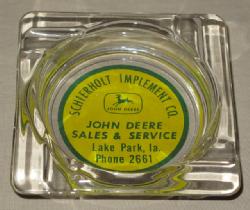 SCHIERHOLT IMPLEMENT CO.
JOHN DEERE
JOHN DEERE
SALES & SERVICE
Lake Park, Ia.
Phone 2661